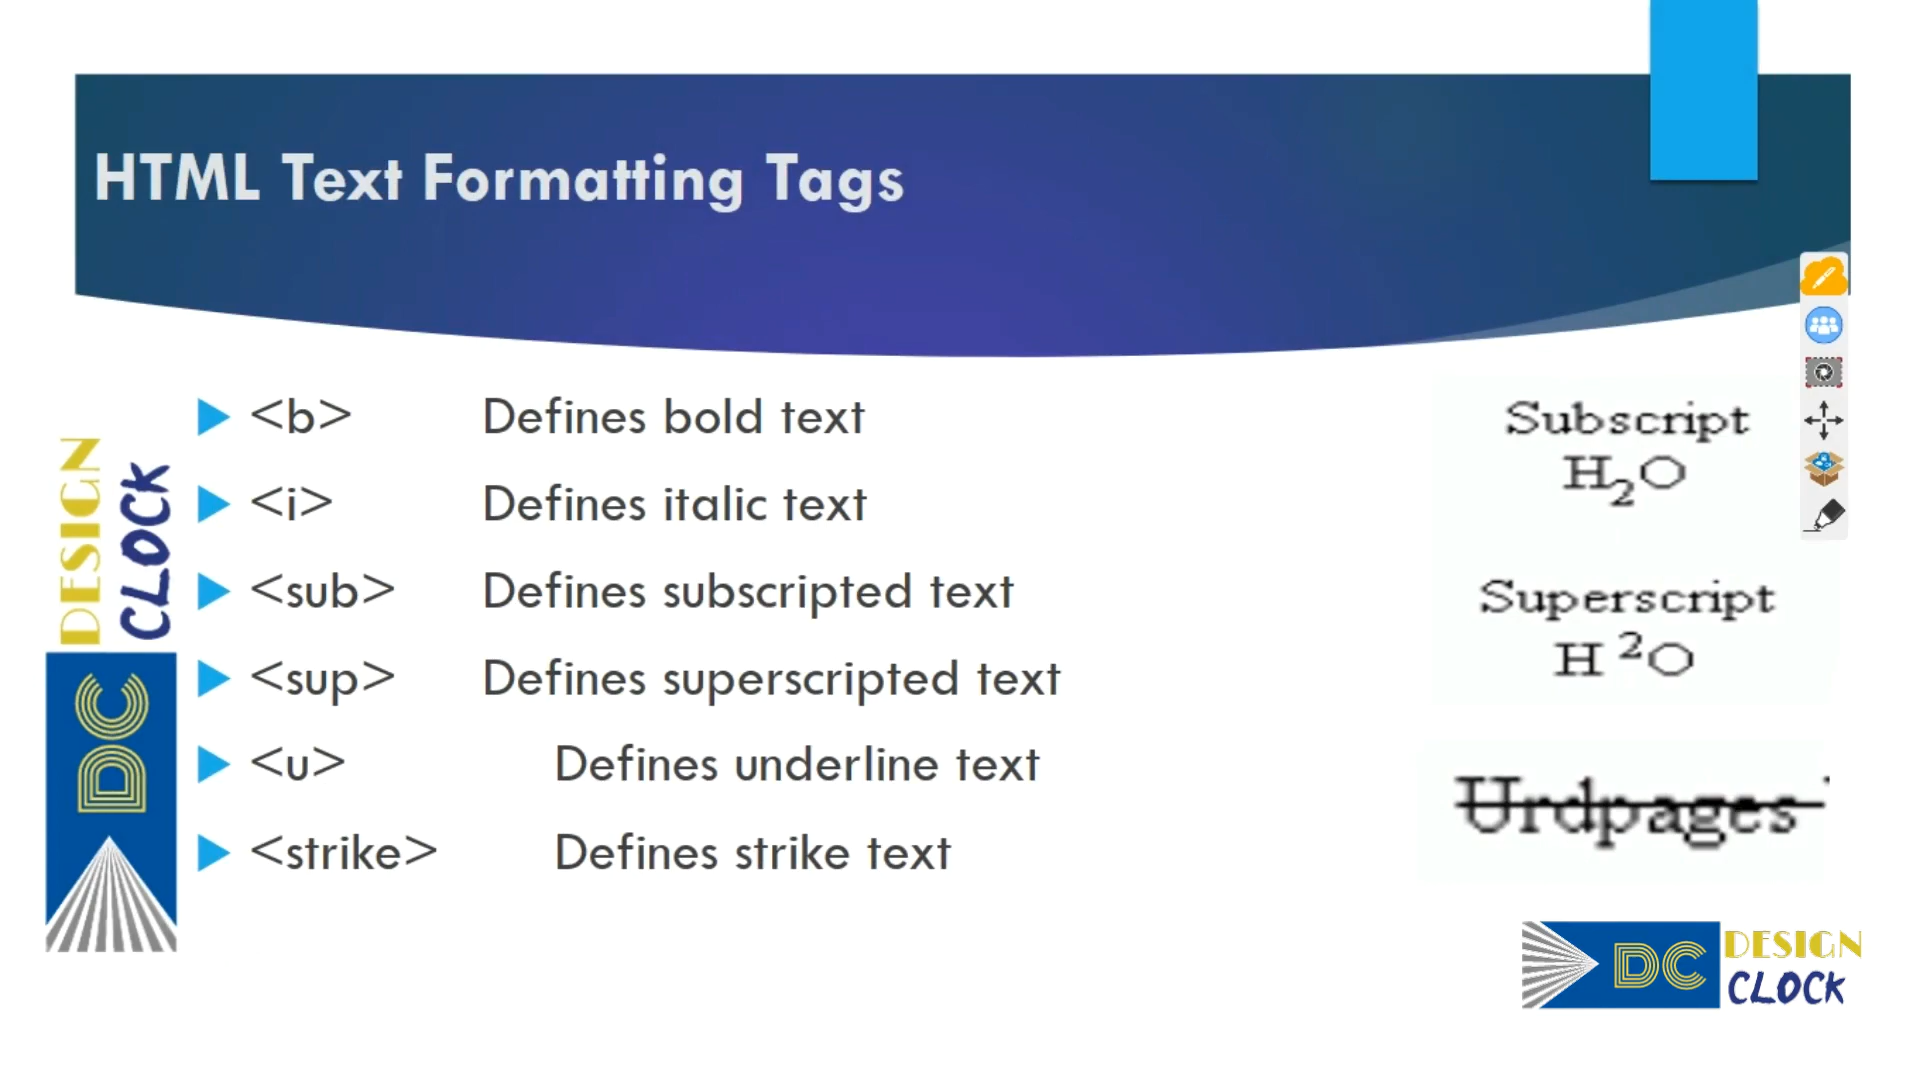 HTML Text Formatting Tags
<b> Defines bold text
<i> Defines italic text
<sub> Defines subscripted text
<sup> Defines superscripted text
<u> Defines underline text
<strike> Defines strike text
Subscript
H₂O
Superscript
H ²O
Urdpages
DESIGN
CLOCK
DC
DC
DESIGN
CLOCK